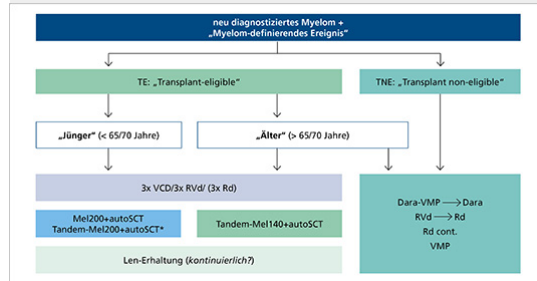 neu diagnostiziertes Myelom +
„Myelom-definierendes Ereignis“
TE: „Transplant-eligible“
TNE: „Transplant non-eligible“
„Jünger“ (< 65/70 Jahre)
„Älter“ (> 65/70 Jahre)
3x VCD/3x RVd/ (3x Rd)
Mel200+autoSCT
Tandem-Mel200+autoSCT*
Tandem-Mel140+autoSCT
Len-Erhaltung (kontinuierlich?)
Dara-VMP → Dara
RVd → Rd
Rd cont.
VMP